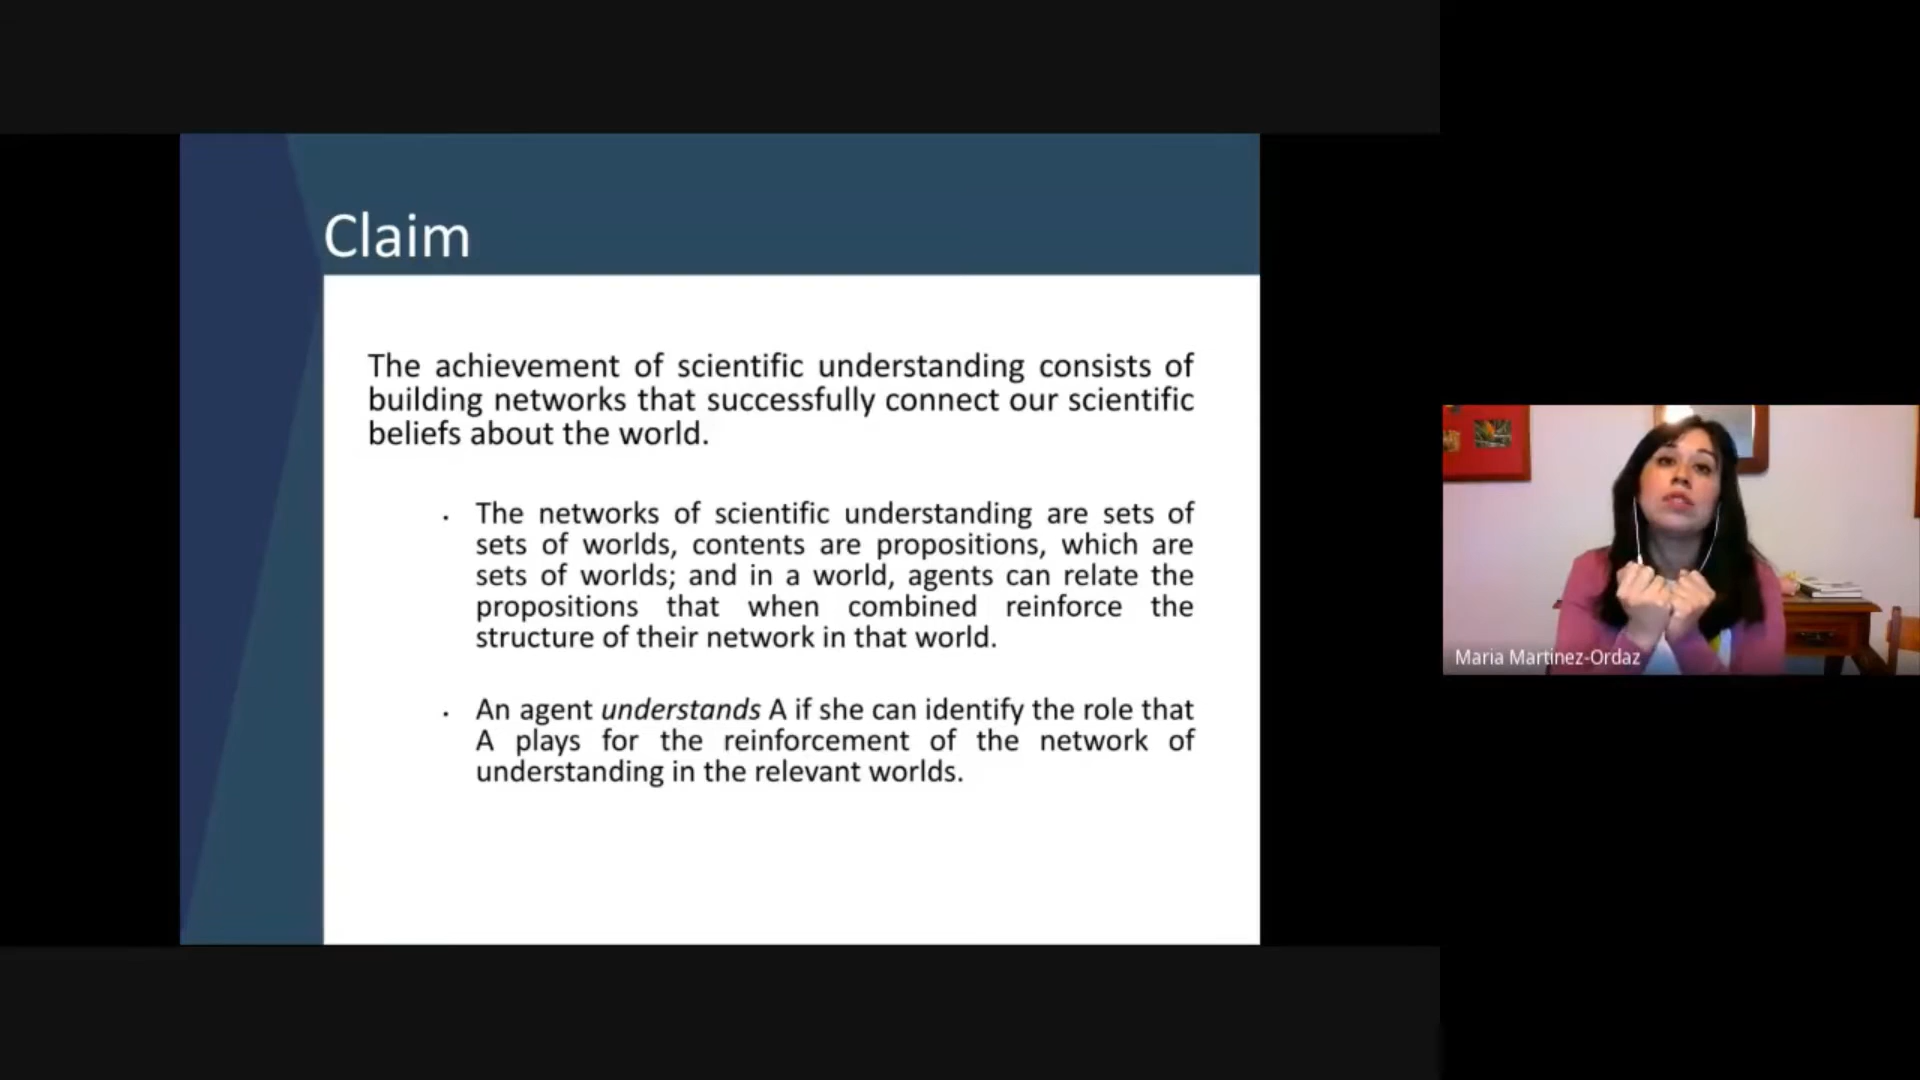 Claim
The achievement of scientific understanding consists of
building networks that successfully connect our scientific
beliefs about the world.
· The networks of scientific understanding are sets of
sets of worlds, contents are propositions, which are
sets of worlds; and in a world, agents can relate the
propositions that when combined reinforce the
structure of their network in that world.
· An agent understands A if she can identify the role that
A plays for the reinforcement of the network of
understanding in the relevant worlds.
Maria Martinez-Ordaz